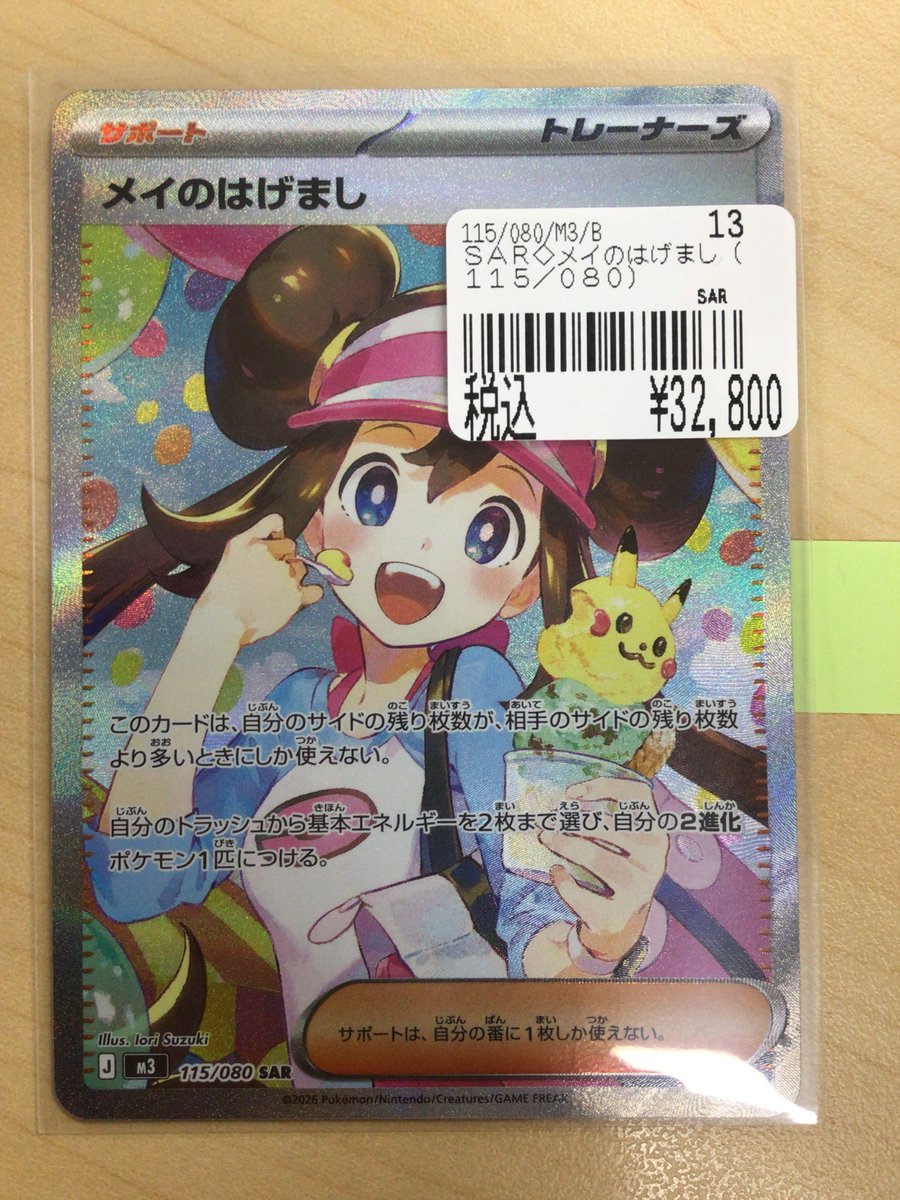 サポート
トレーナーズ
メイのはげまし
115/080/M3/B 13
SAR◇メイのはげまし(
115/080)
SAR
税込 ¥32,800
このカードは、自分のサイドの残り枚数が、相手のサイドの残り枚数
より多いときにしか使えない。
自分のトラッシュから基本エネルギーを2枚まで選び、自分の2進化
ポケモン1匹につける。
サポートは、自分の番に1枚しか使えない。
Illus. Iori Suzuki
J M3 115/080 SAR
©2026 Pokémon/Nintendo/Creatures/GAME FREAK